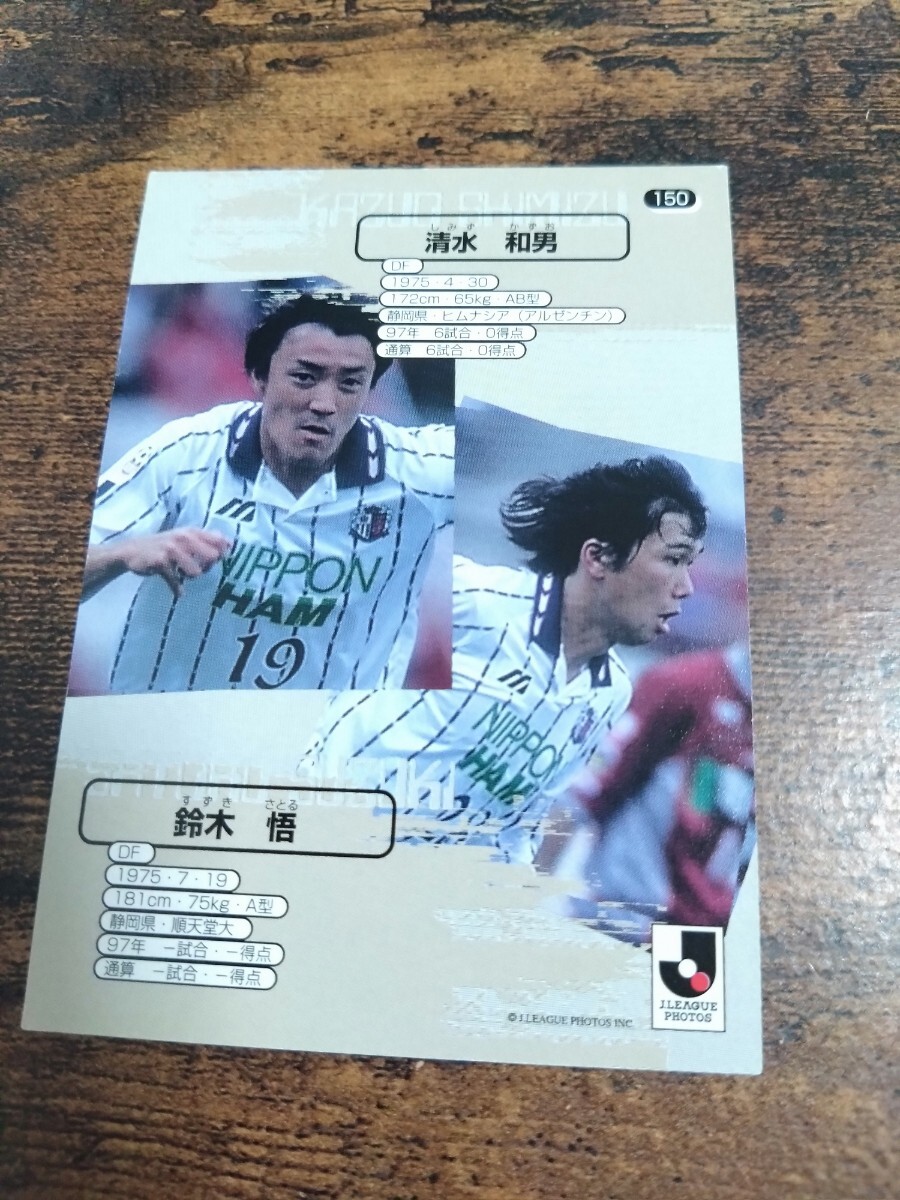 150
KAZUO SHIMIZU
しみず かずお
清水 和男
DF
1975・4・30
172cm・65kg・AB型
静岡県・ヒムナシア（アルゼンチン）
97年 6試合・0得点
通算 6試合・0得点
NIPPON
HAM
19
NIPPON
HAM
SUZUKI
すずき さとる
鈴木 悟
DF
1975・7・19
181cm・75kg・A型
静岡県・順天堂大
97年 −試合・−得点
通算 −試合・−得点
© J.LEAGUE PHOTOS INC.
J.LEAGUE
PHOTOS